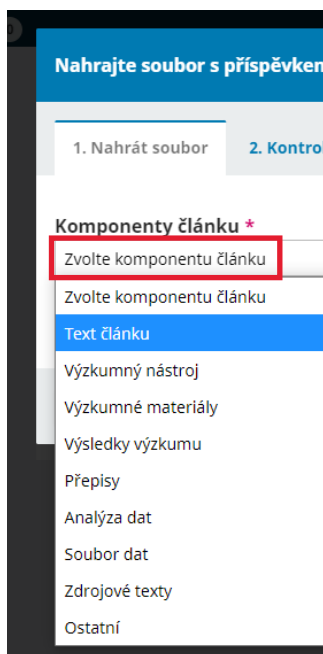 Nahrajte soubor s příspěvkem
1. Nahrát soubor
2. Kontro
Komponenty článku *
Zvolte komponentu článku
Zvolte komponentu článku
Text článku
Výzkumný nástroj
Výzkumné materiály
Výsledky výzkumu
Přepisy
Analýza dat
Soubor dat
Zdrojové texty
Ostatní